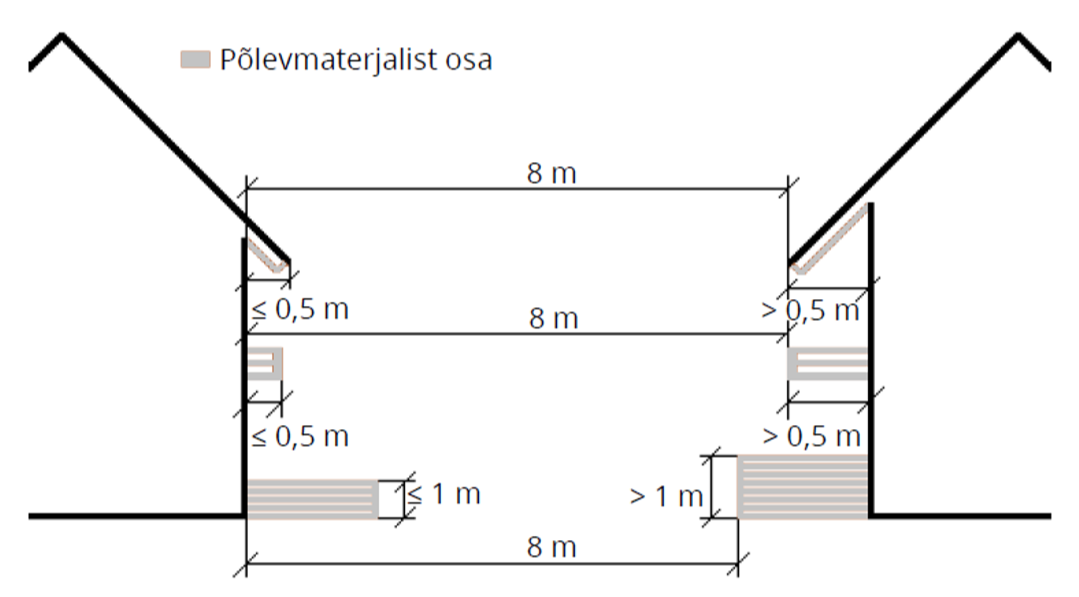 Põlevmaterjalist osa
8 m
≤ 0,5 m
> 0,5 m
8 m
≤ 0,5 m
> 0,5 m
≤ 1 m
> 1 m
8 m